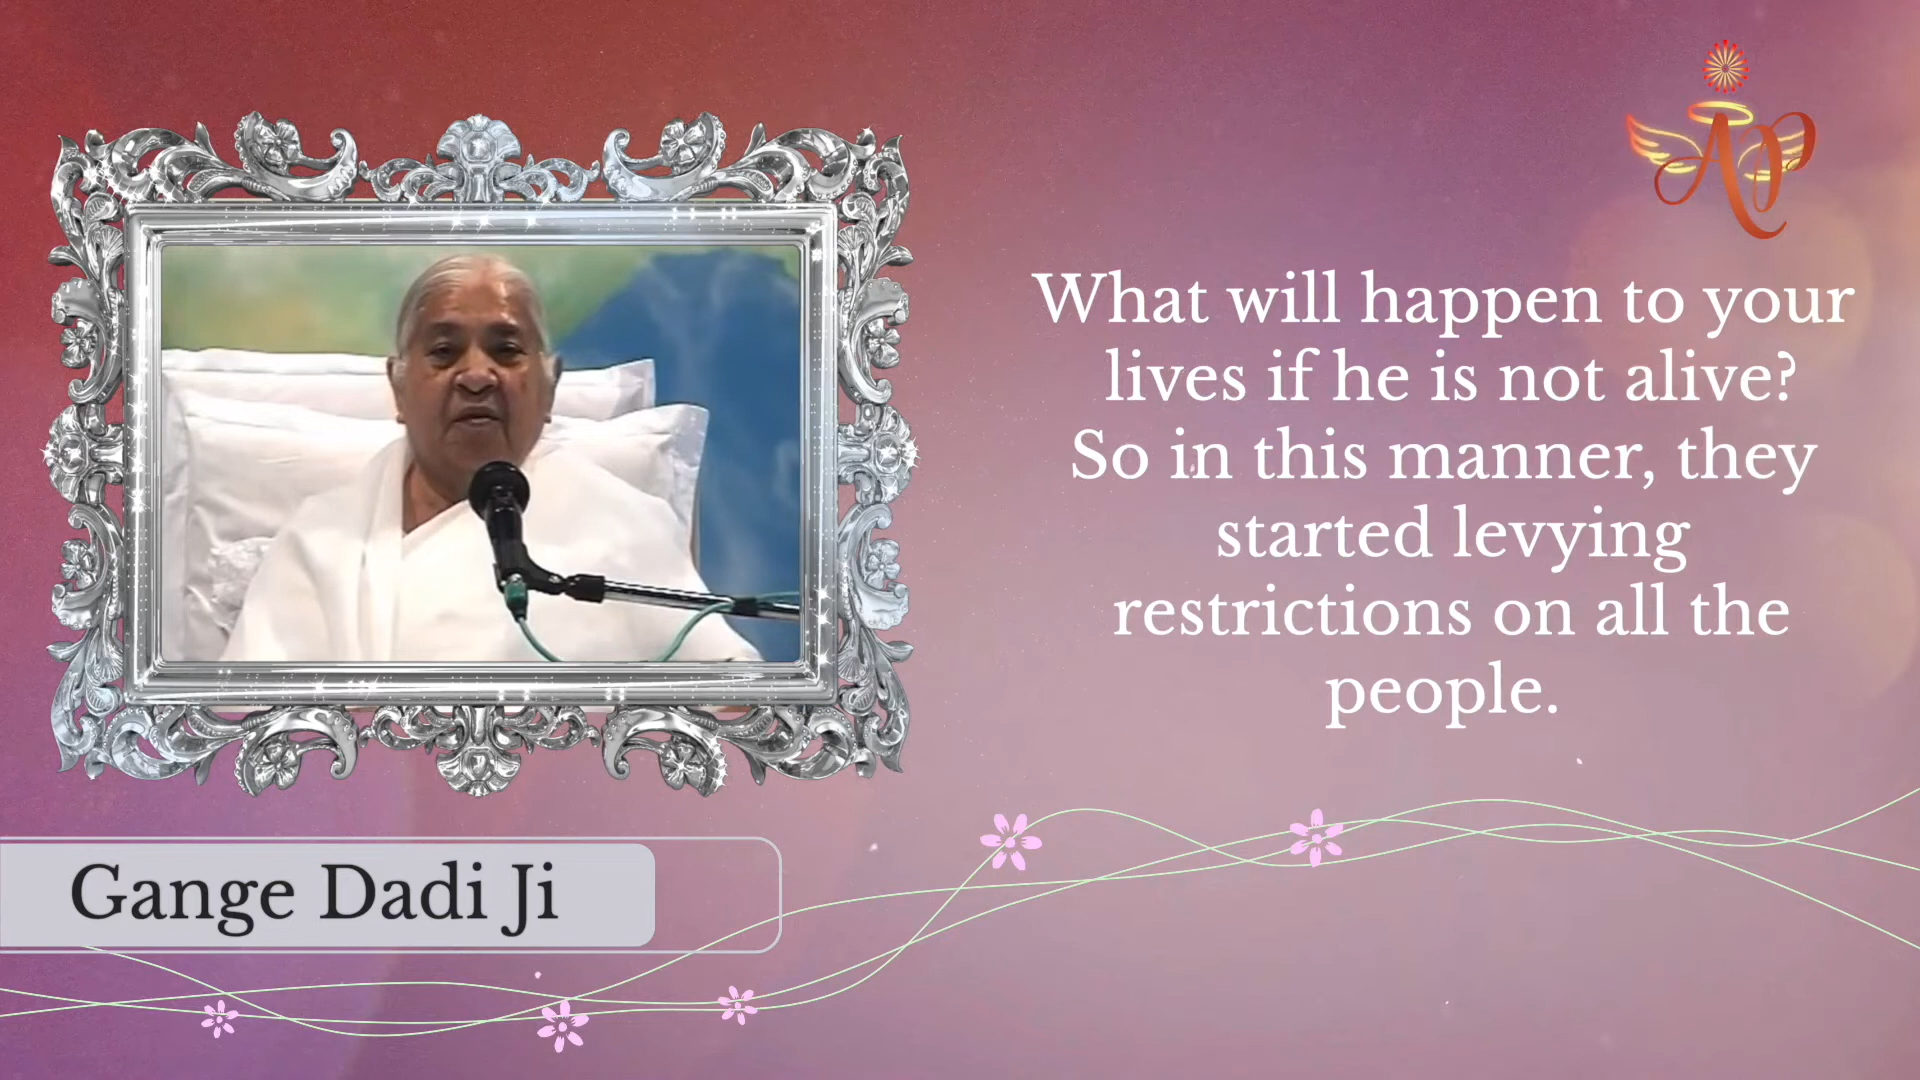 AP
What will happen to your
lives if he is not alive?
So in this manner, they
started levying
restrictions on all the
people.
Gange Dadi Ji